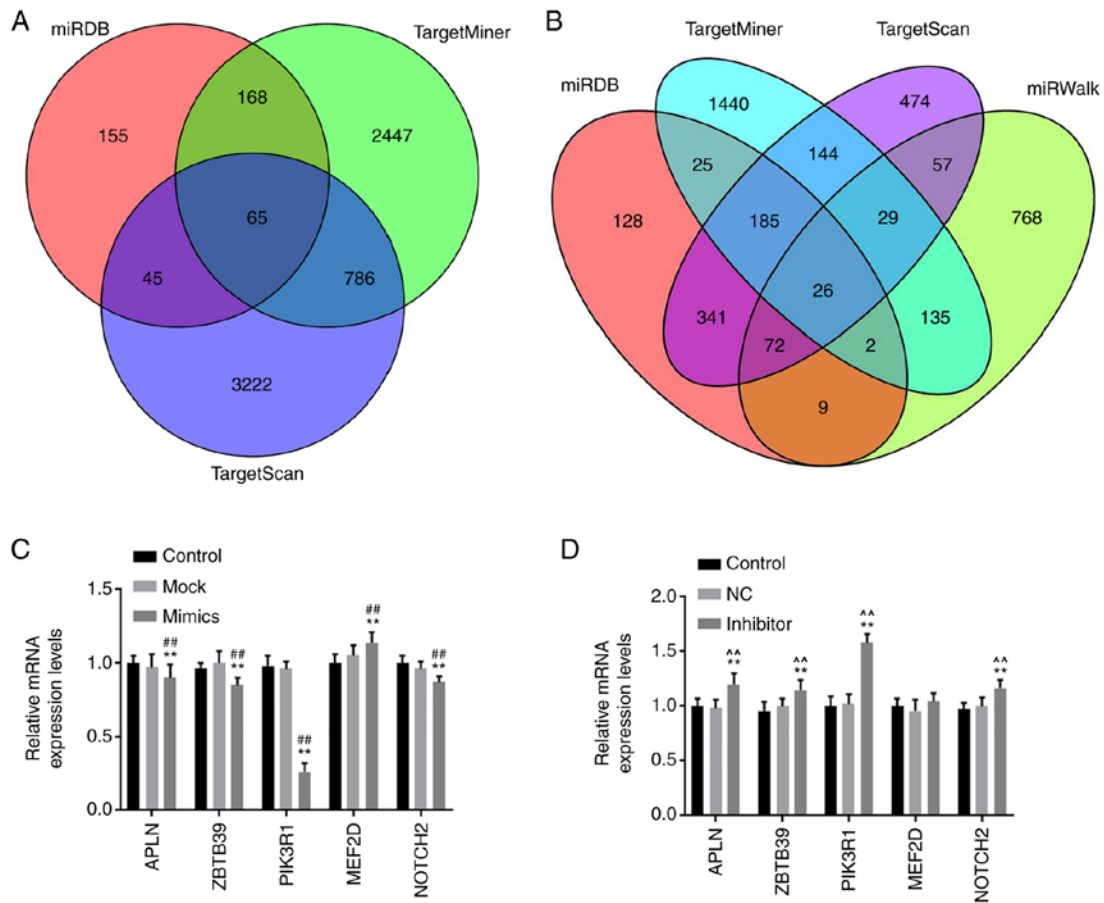 A
miRDB
TargetMiner
168
155
2447
65
45
786
3222
TargetScan
B
TargetMiner
TargetScan
miRDB
miRWalk
1440
474
25
144
57
128
185
29
768
341
26
135
72
2
9
C
Control
Mock
Mimics
Relative mRNA
expression levels
1.5
1.0
0.5
0.0
##
**
##
**
##
**
##
**
##
**
APLN
ZBTB39
PIK3R1
MEF2D
NOTCH2
D
Control
NC
Inhibitor
Relative mRNA
expression levels
2.0
1.5
1.0
0.5
0.0
^^
**
^^
**
^^
**
^^
**
APLN
ZBTB39
PIK3R1
MEF2D
NOTCH2